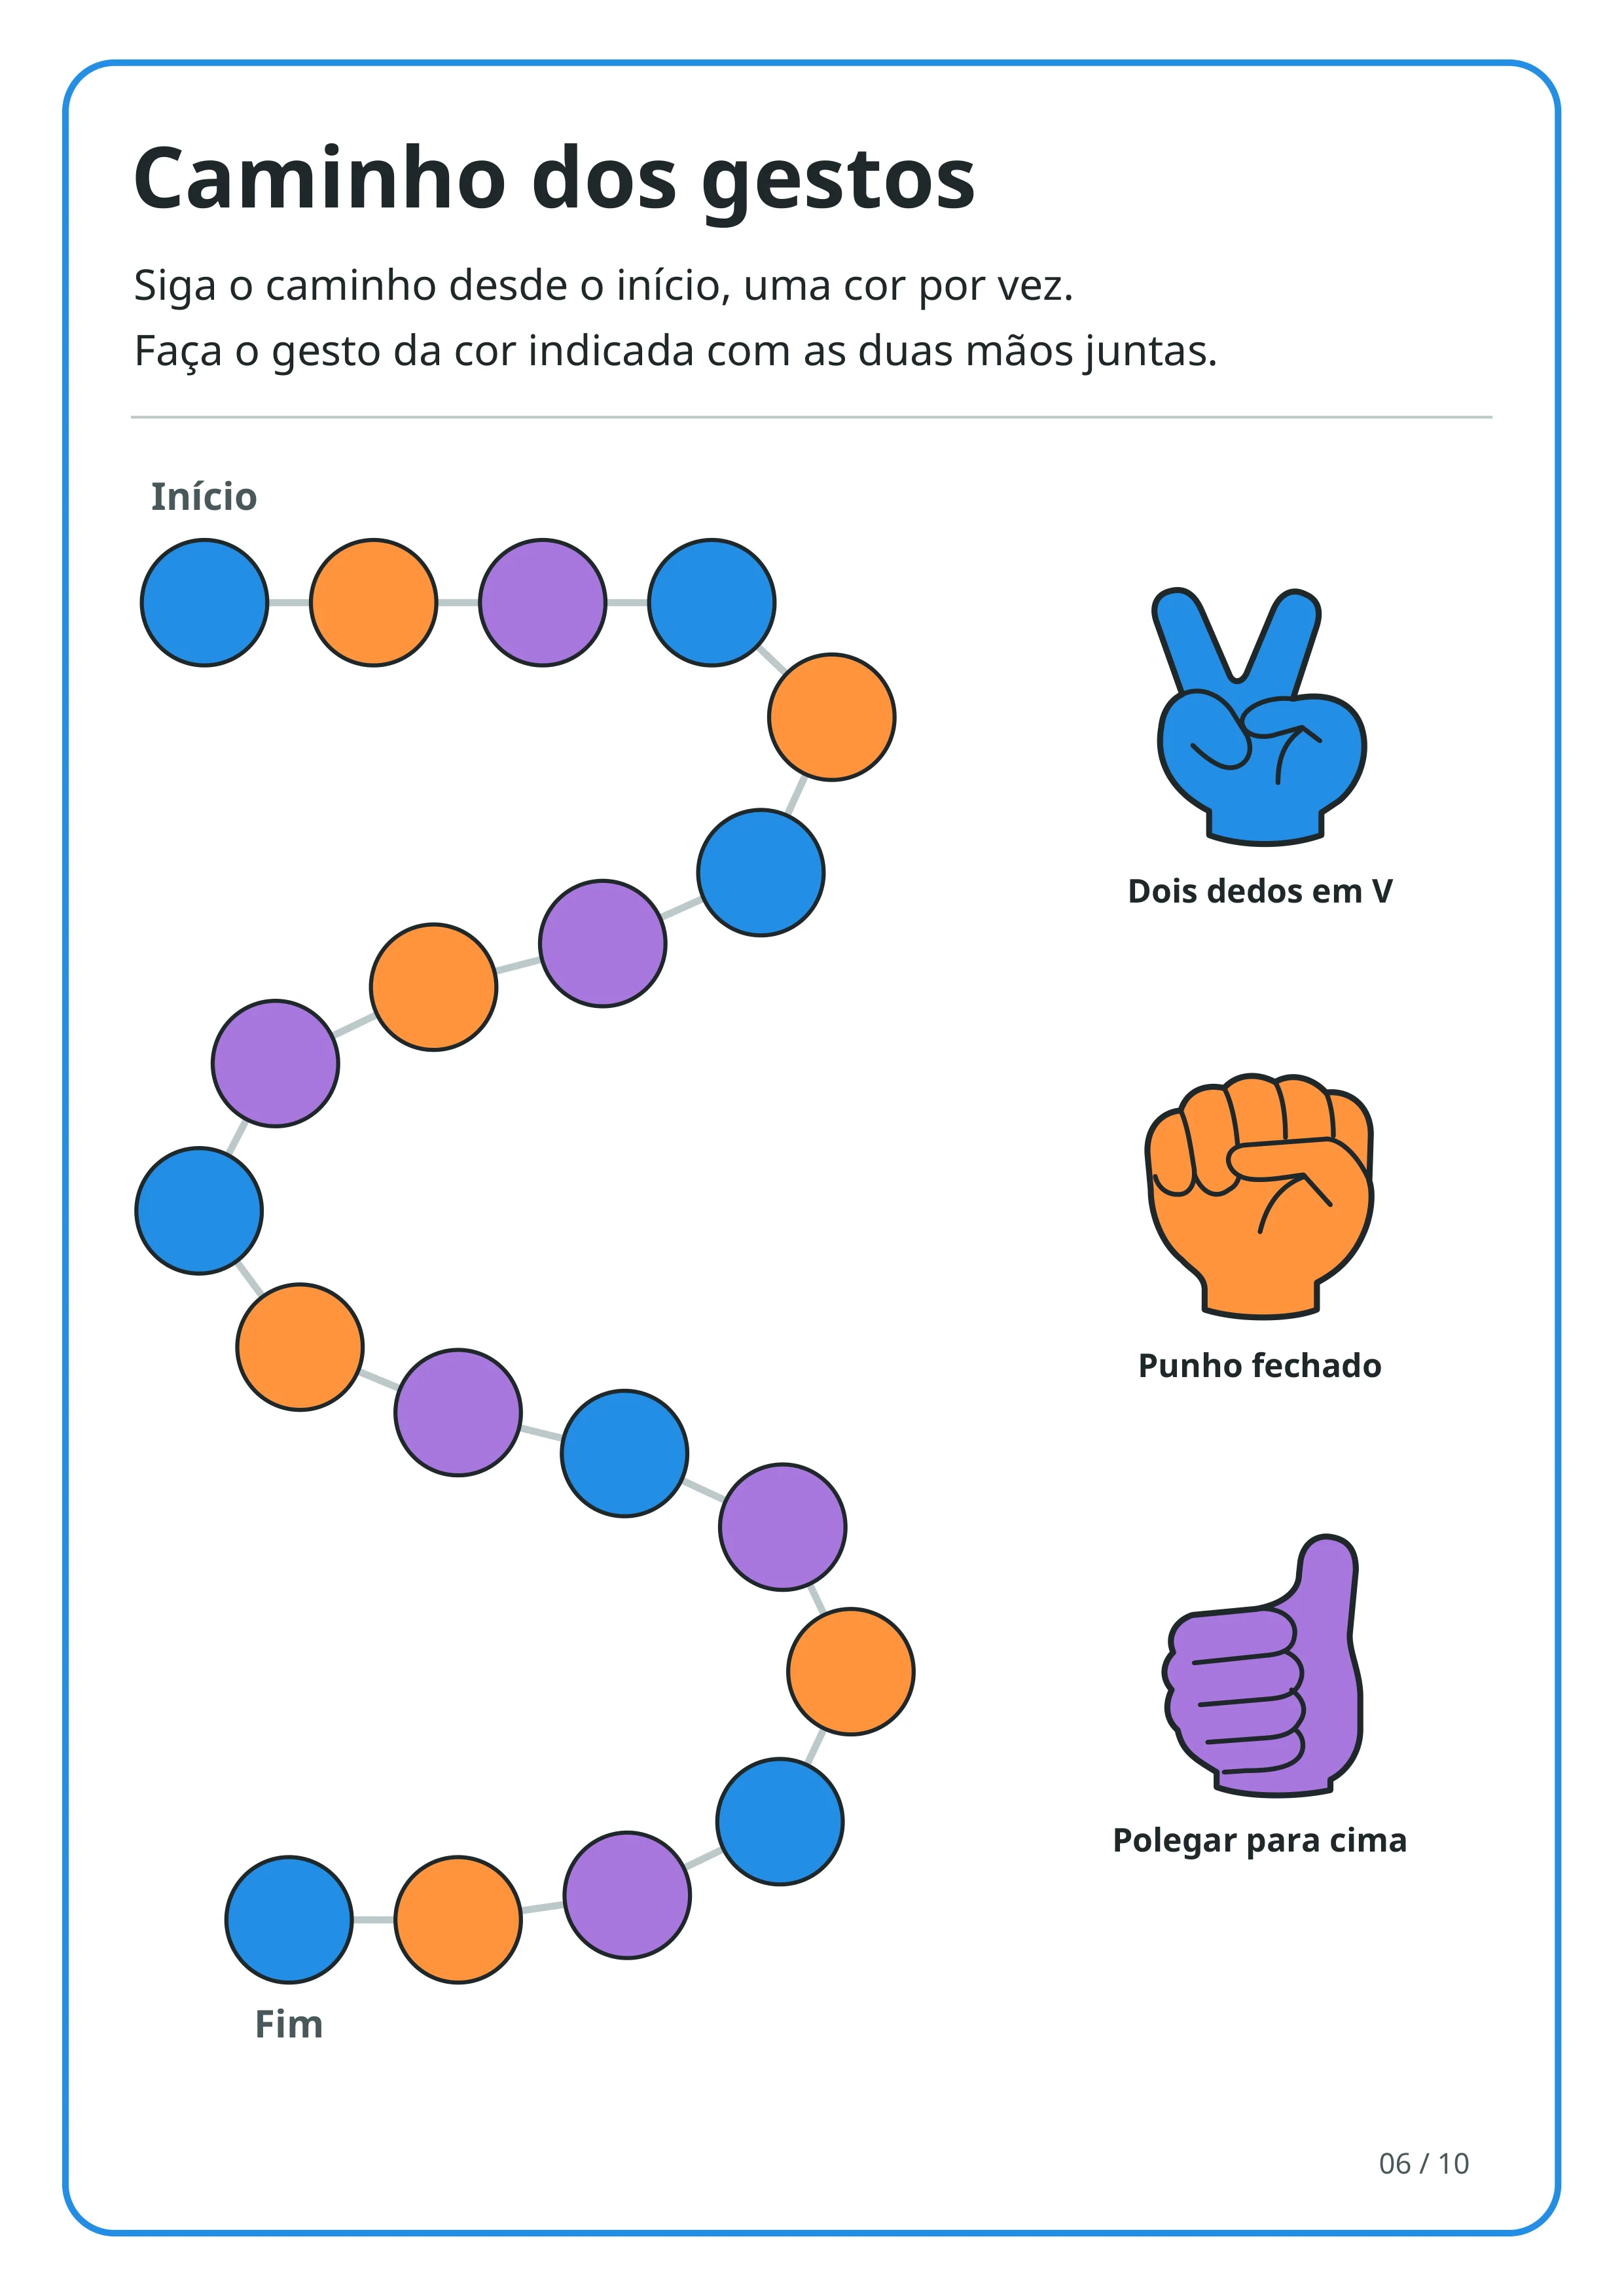 Caminho dos gestos
Siga o caminho desde o início, uma cor por vez.
Faça o gesto da cor indicada com as duas mãos juntas.
Início
Dois dedos em V
Punho fechado
Polegar para cima
Fim
06 / 10